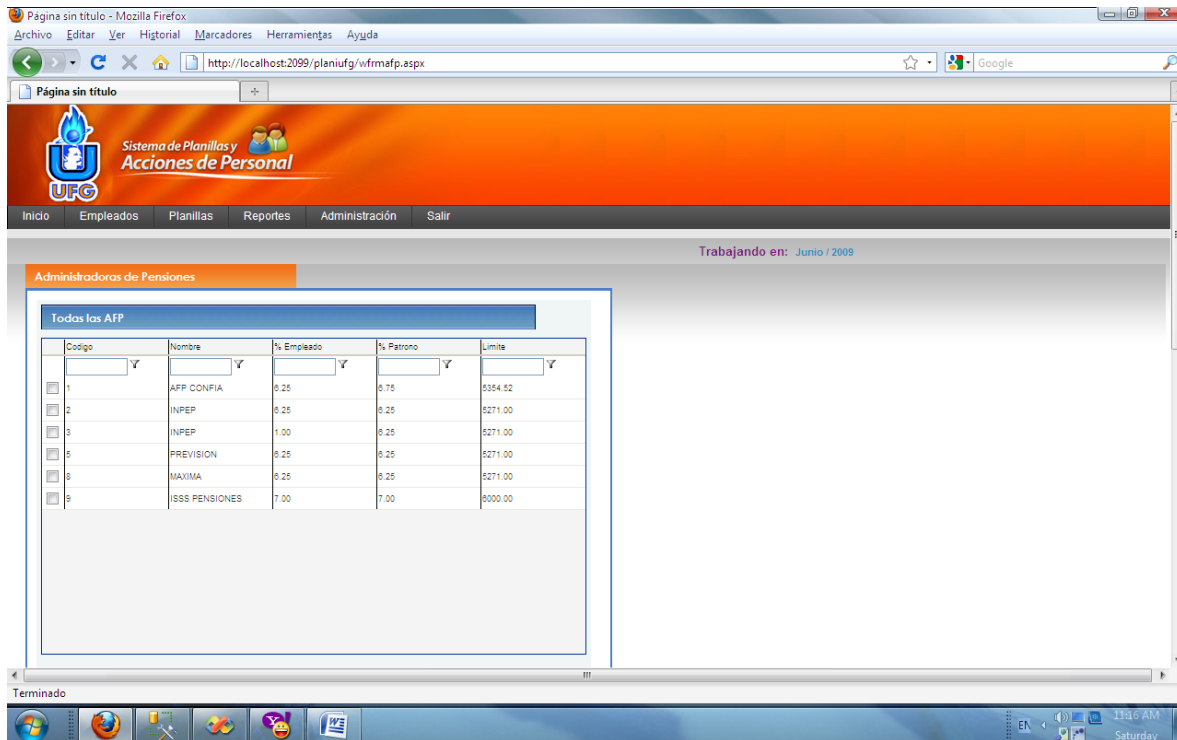 Página sin título - Mozilla Firefox
Archivo Editar Ver Historial Marcadores Herramientas Ayuda
http://localhost:2099/planiufg/wfrmafp.aspx
Google
Página sin título
Sistema de Planillas y
Acciones de Personal
UFG
Inicio Empleados Planillas Reportes Administración Salir
Trabajando en: Junio / 2009
Administradoras de Pensiones
Todas las AFP
Codigo Nombre % Empleado % Patrono Limite
1 AFP CONFIA 6.25 6.75 5354.52
2 INPEP 6.25 6.25 5271.00
3 INPEP 1.00 6.25 5271.00
5 PREVISION 6.25 6.25 5271.00
8 MAXIMA 6.25 6.25 5271.00
9 ISSS PENSIONES 7.00 7.00 6000.00
Terminado
EN
11:16 AM
Saturday